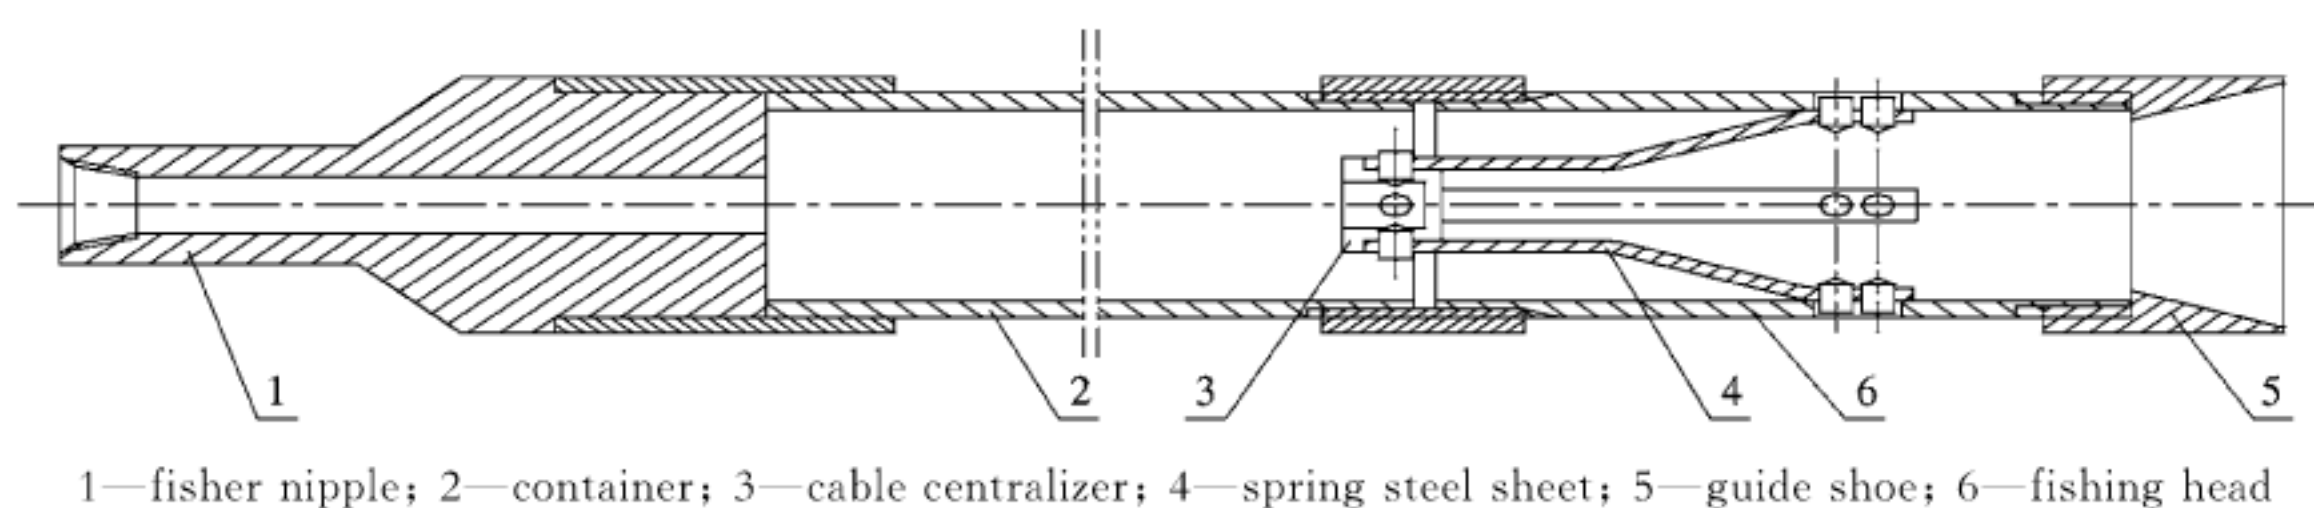 1 2 3 4 6 5
1—fisher nipple; 2—container; 3—cable centralizer; 4—spring steel sheet; 5—guide shoe; 6—fishing head